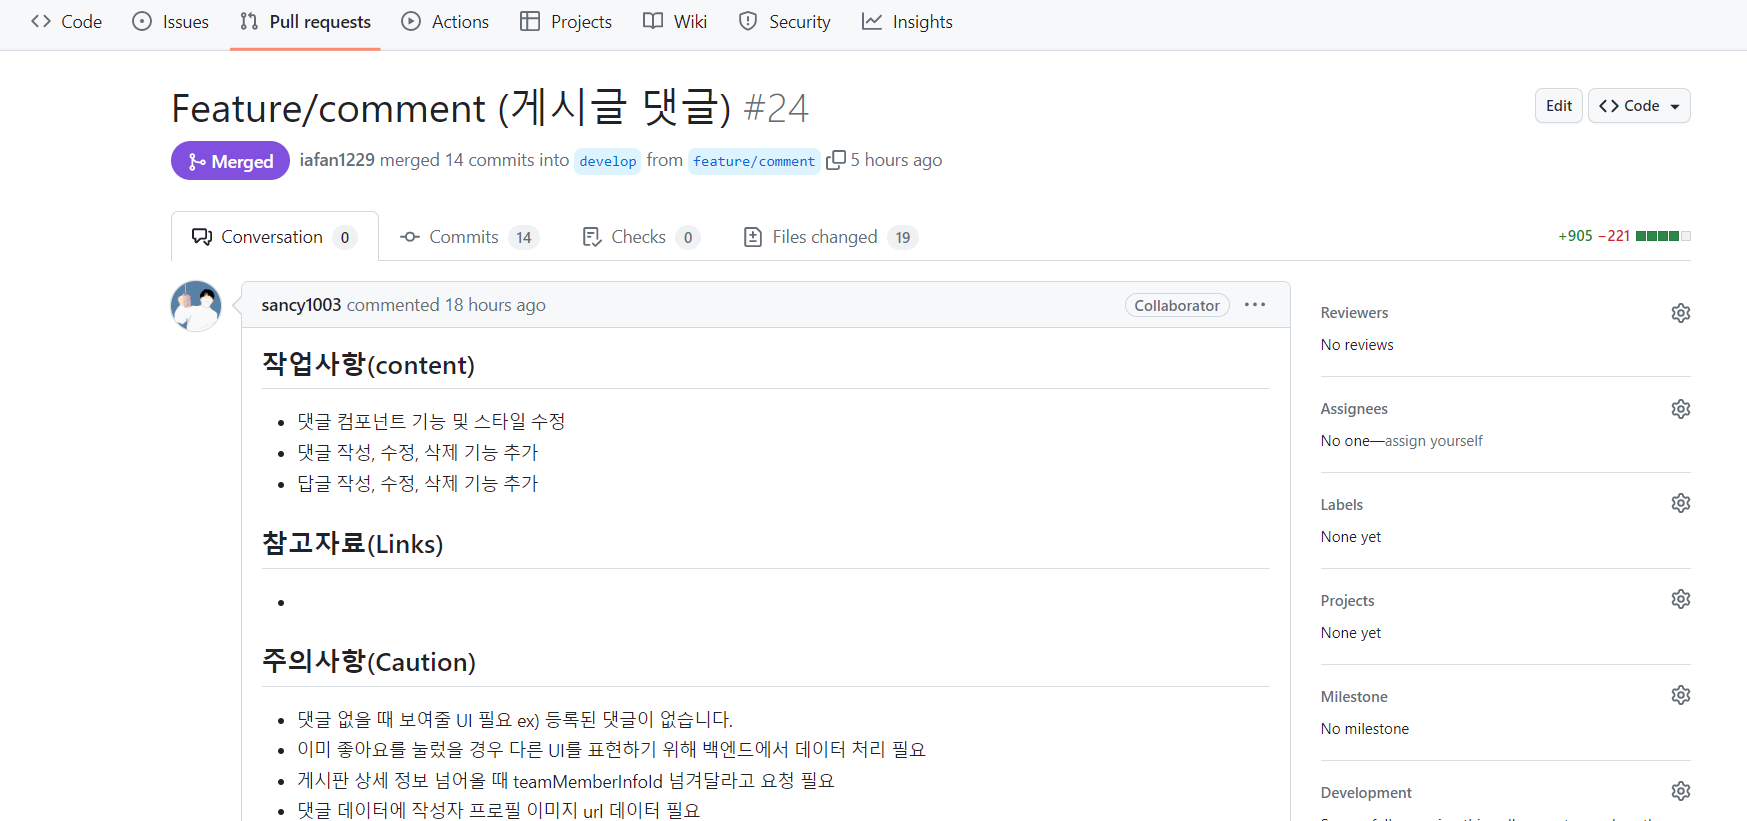 Code Issues Pull requests Actions Projects Wiki Security Insights
Feature/comment (게시글 댓글) #24
Edit Code
Merged iafan1229 merged 14 commits into develop from feature/comment 5 hours ago
Conversation 0 Commits 14 Checks 0 Files changed 19
+905 −221
sancy1003 commented 18 hours ago
Collaborator
작업사항(content)
댓글 컴포넌트 기능 및 스타일 수정
댓글 작성, 수정, 삭제 기능 추가
답글 작성, 수정, 삭제 기능 추가
참고자료(Links)
주의사항(Caution)
댓글 없을 때 보여줄 UI 필요 ex) 등록된 댓글이 없습니다.
이미 좋아요를 눌렀을 경우 다른 UI를 표현하기 위해 백엔드에서 데이터 처리 필요
게시판 상세 정보 넘어올 때 teamMemberInfoId 넘겨달라고 요청 필요
댓글 데이터에 작성자 프로필 이미지 url 데이터 필요
Reviewers
No reviews
Assignees
No one—assign yourself
Labels
None yet
Projects
None yet
Milestone
No milestone
Development